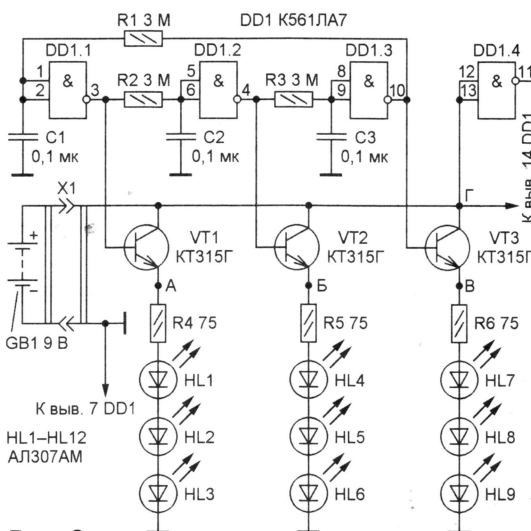 R1 3 М DD1 К561ЛА7
DD1.1 DD1.2 DD1.3 DD1.4
1 & 3 R2 3 М 5 & 4 R3 3 М 8 & 10 12 & 11
2 6 9 13
C1 C2 C3
0,1 мк 0,1 мк 0,1 мк
К выв. 14 DD1
X1 Г
+ VT1 VT2 VT3
КТ315Г КТ315Г КТ315Г
– А Б В
GB1 9 В R4 75 R5 75 R6 75
HL1 HL4 HL7
К выв. 7 DD1
HL1–HL12 HL2 HL5 HL8
АЛ307АМ
HL3 HL6 HL9